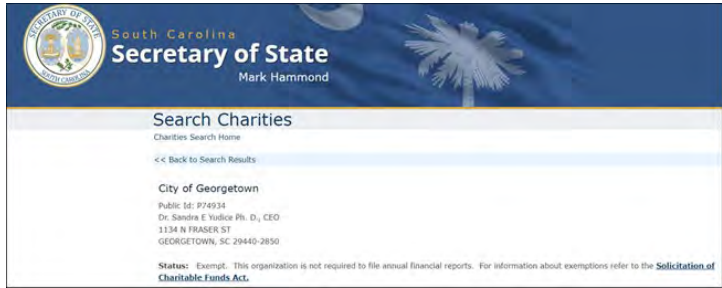 South Carolina
Secretary of State
Mark Hammond
Search Charities
Charities Search Home
<< Back to Search Results
City of Georgetown
Public Id: P74934
Dr. Sandra E Yudice Ph. D., CEO
1134 N FRASER ST
GEORGETOWN, SC 29440-2850
Status: Exempt. This organization is not required to file annual financial reports. For information about exemptions refer to the Solicitation of
Charitable Funds Act.